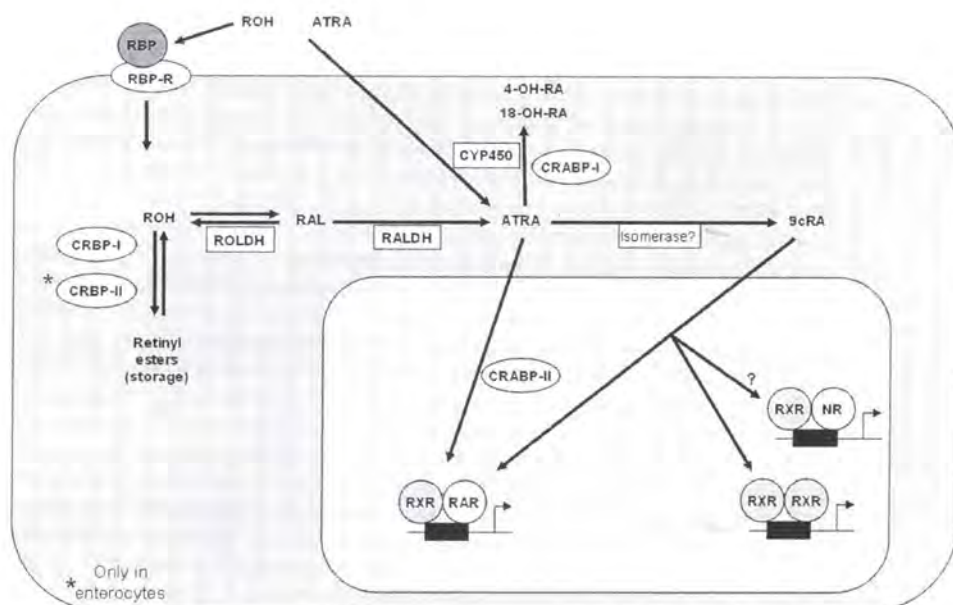 ROH ATRA
RBP
RBP-R
4-OH-RA
18-OH-RA
CYP450
CRABP-I
ROH
RAL
ATRA
9cRA
ROLDH
RALDH
Isomerase?
CRBP-I
* CRBP-II
Retinyl
esters
(storage)
CRABP-II
?
RXR NR
RXR RAR
RXR RXR
Only in
* enterocytes